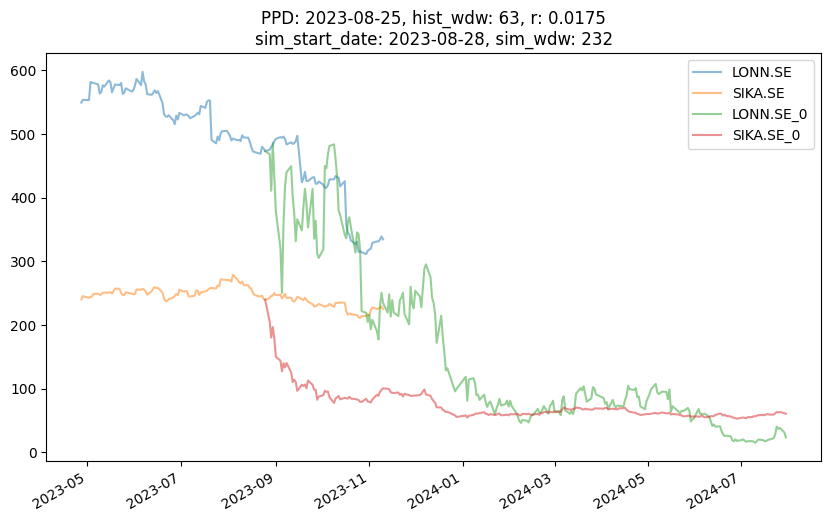 PPD: 2023-08-25, hist_wdw: 63, r: 0.0175
sim_start_date: 2023-08-28, sim_wdw: 232
LONN.SE
SIKA.SE
LONN.SE_0
SIKA.SE_0
600
500
400
300
200
100
0
2023-05
2023-07
2023-09
2023-11
2024-01
2024-03
2024-05
2024-07